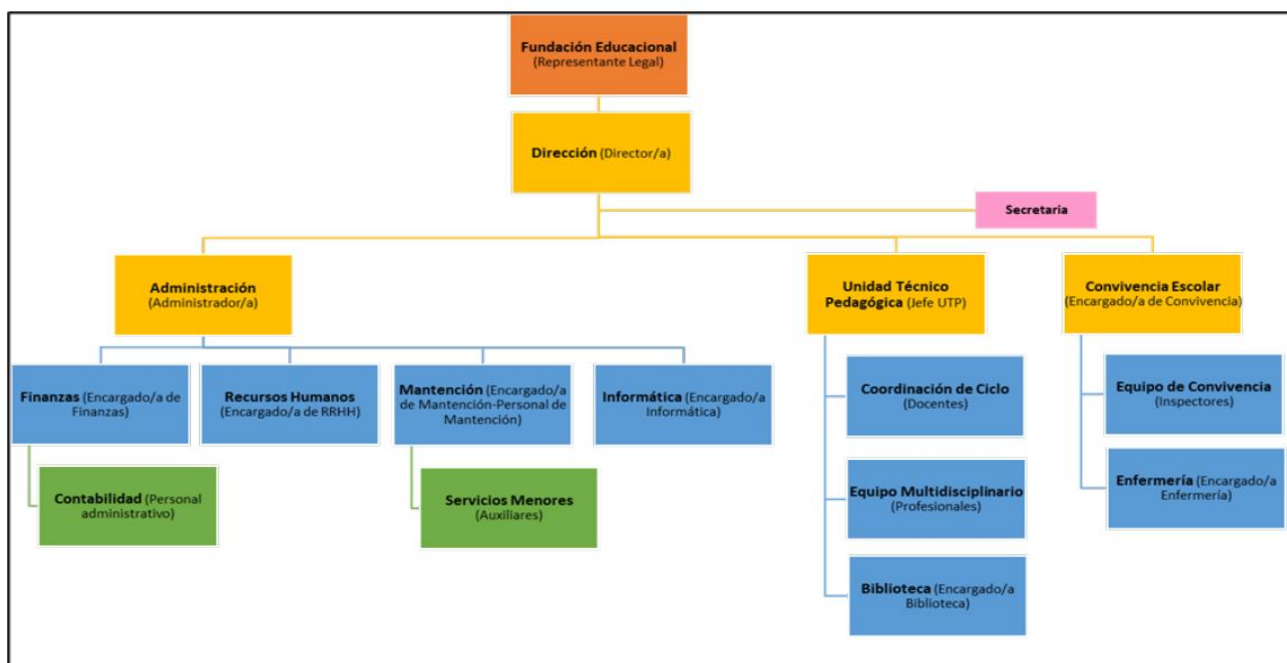 Fundación Educacional
(Representante Legal)
Dirección (Director/a)
Secretaria
Administración
(Administrador/a)
Unidad Técnico
Pedagógica (Jefe UTP)
Convivencia Escolar
(Encargado/a de Convivencia)
Finanzas (Encargado/a de
Finanzas)
Recursos Humanos
(Encargado/a de RRHH)
Mantención (Encargado/a
de Mantención-Personal de
Mantención)
Informática (Encargado/a
Informática)
Coordinación de Ciclo
(Docentes)
Equipo de Convivencia
(Inspectores)
Contabilidad (Personal
administrativo)
Servicios Menores
(Auxiliares)
Equipo Multidisciplinario
(Profesionales)
Enfermería (Encargado/a
Enfermería)
Biblioteca (Encargado/a
Biblioteca)